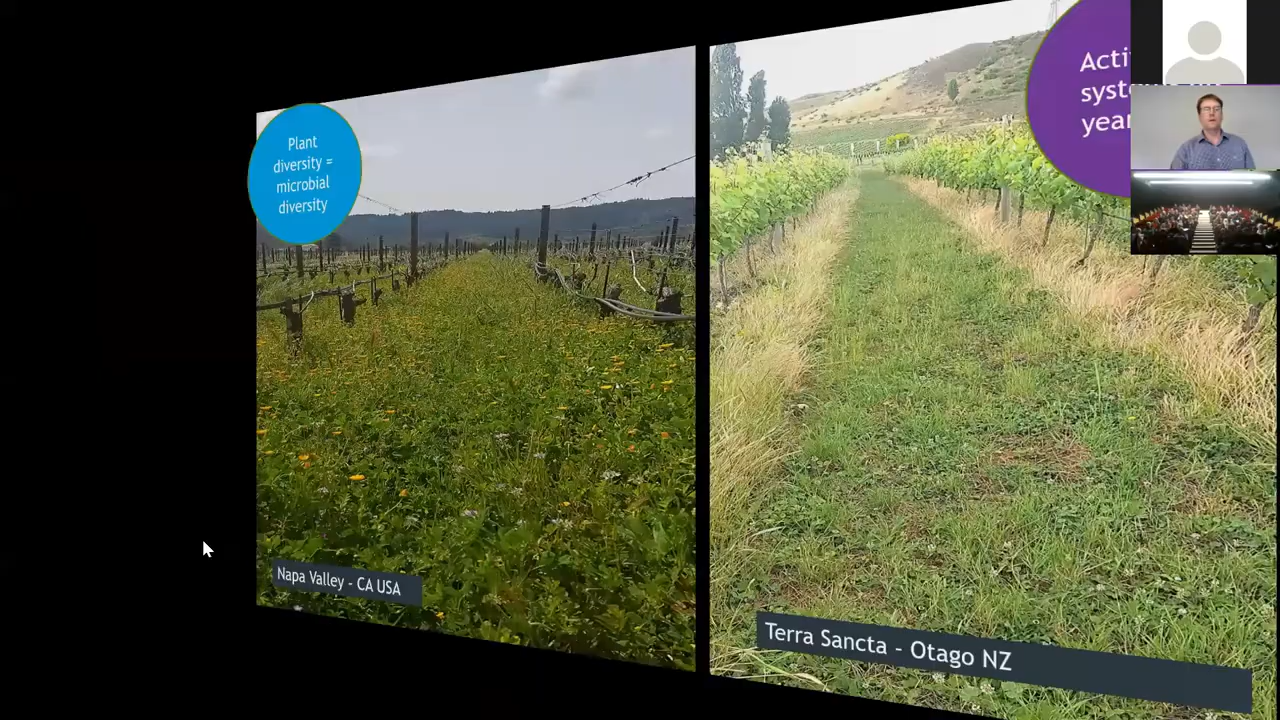 Plant
diversity =
microbial
diversity
Napa Valley - CA USA
Terra Sancta - Otago NZ